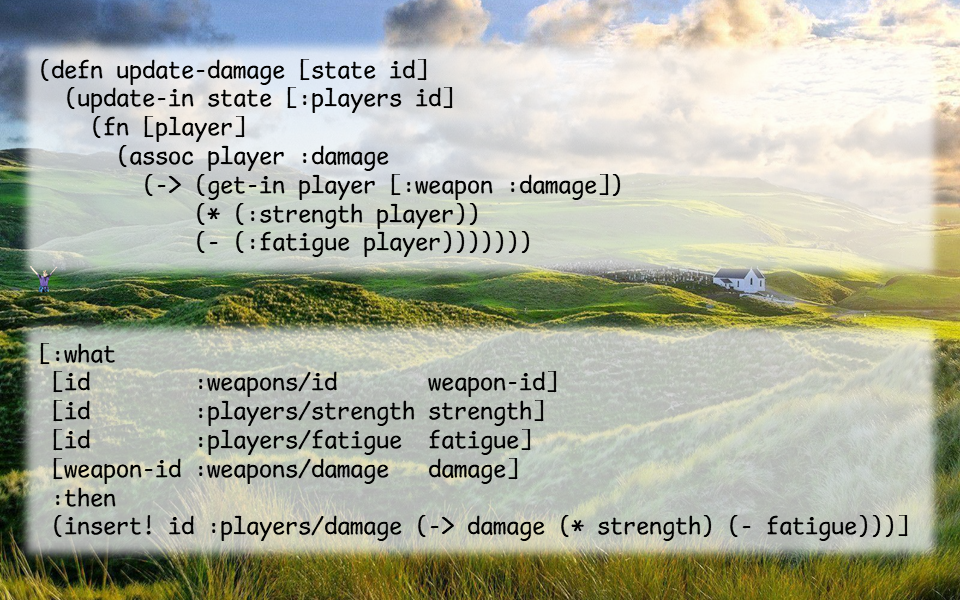 (defn update-damage [state id]
  (update-in state [:players id]
    (fn [player]
      (assoc player :damage
        (-> (get-in player [:weapon :damage])
            (* (:strength player))
            (- (:fatigue player)))))))
[:what
 [id        :weapons/id       weapon-id]
 [id        :players/strength strength]
 [id        :players/fatigue  fatigue]
 [weapon-id :weapons/damage   damage]
 :then
 (insert! id :players/damage (-> damage (* strength) (- fatigue)))]